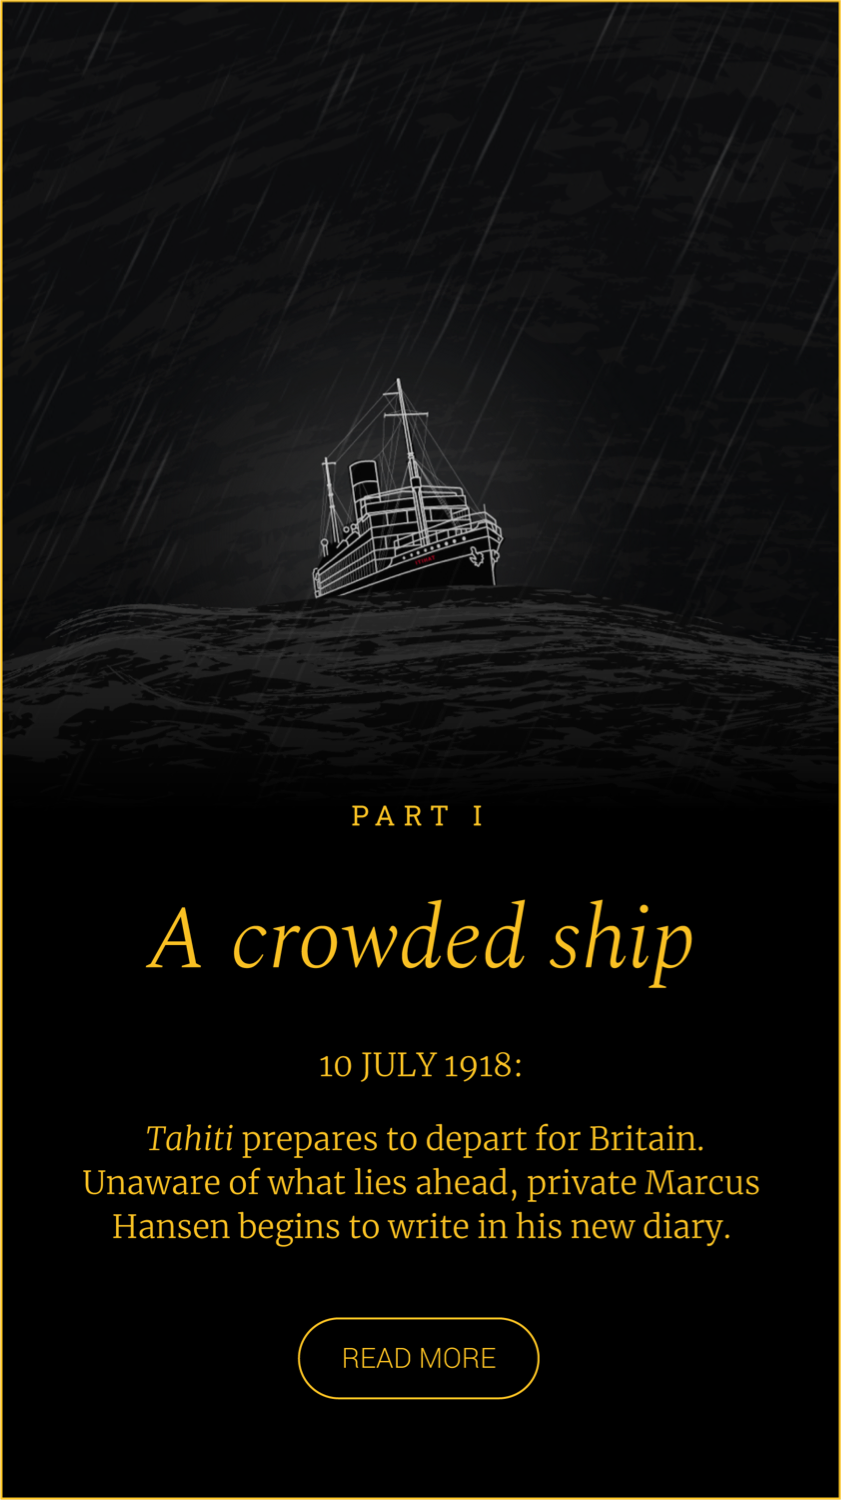 PART I
A crowded ship
10 JULY 1918:
Tahiti prepares to depart for Britain.
Unaware of what lies ahead, private Marcus
Hansen begins to write in his new diary.
READ MORE